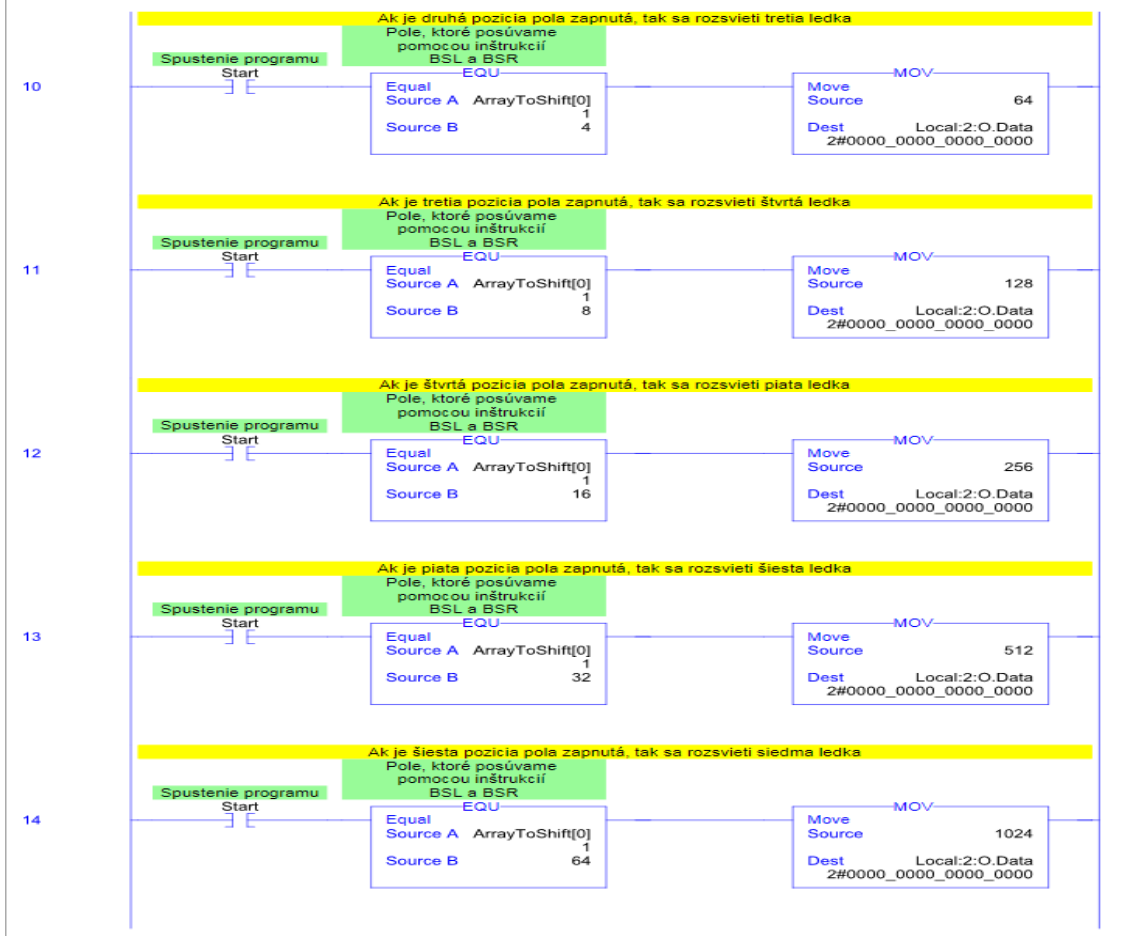 Ak je druhá pozicia pola zapnutá, tak sa rozsvieti tretia ledka
Pole, ktoré posúvame
pomocou inštrukcií
BSL a BSR
Spustenie programu
Start
EQU
MOV
10
Equal
Source A ArrayToShift[0]
1
Source B 4
Move
Source 64
Dest Local:2:O.Data
2#0000_0000_0000_0000
Ak je tretia pozicia pola zapnutá, tak sa rozsvieti štvrtá ledka
Pole, ktoré posúvame
pomocou inštrukcií
BSL a BSR
Spustenie programu
Start
EQU
MOV
11
Equal
Source A ArrayToShift[0]
1
Source B 8
Move
Source 128
Dest Local:2:O.Data
2#0000_0000_0000_0000
Ak je štvrtá pozicia pola zapnutá, tak sa rozsvieti piata ledka
Pole, ktoré posúvame
pomocou inštrukcií
BSL a BSR
Spustenie programu
Start
EQU
MOV
12
Equal
Source A ArrayToShift[0]
1
Source B 16
Move
Source 256
Dest Local:2:O.Data
2#0000_0000_0000_0000
Ak je piata pozicia pola zapnutá, tak sa rozsvieti šiesta ledka
Pole, ktoré posúvame
pomocou inštrukcií
BSL a BSR
Spustenie programu
Start
EQU
MOV
13
Equal
Source A ArrayToShift[0]
1
Source B 32
Move
Source 512
Dest Local:2:O.Data
2#0000_0000_0000_0000
Ak je šiesta pozicia pola zapnutá, tak sa rozsvieti siedma ledka
Pole, ktoré posúvame
pomocou inštrukcií
BSL a BSR
Spustenie programu
Start
EQU
MOV
14
Equal
Source A ArrayToShift[0]
1
Source B 64
Move
Source 1024
Dest Local:2:O.Data
2#0000_0000_0000_0000